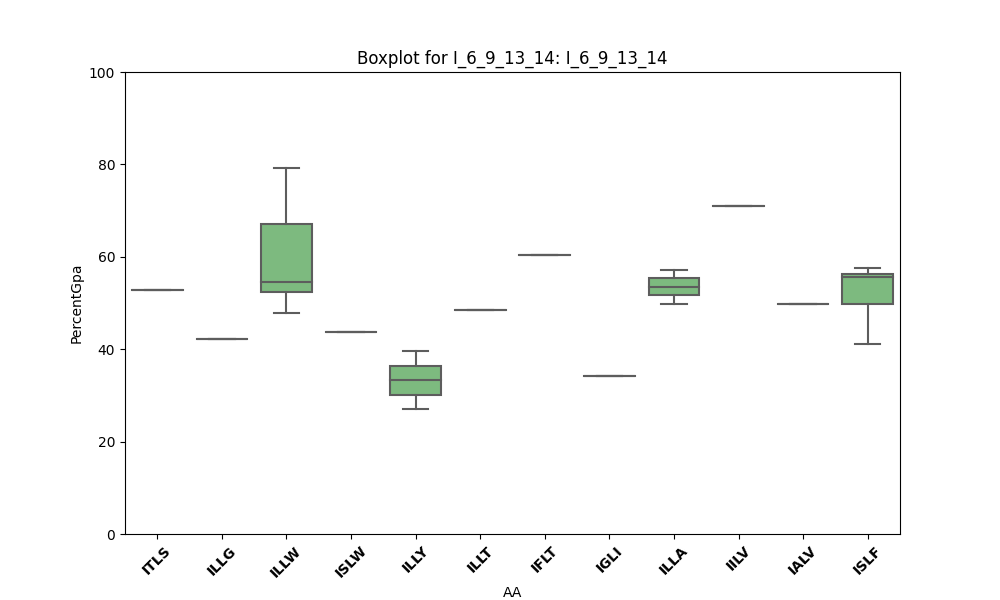 Boxplot for I_6_9_13_14: I_6_9_13_14
100
80
60
40
20
0
PercentGpa
ITLS
ILLG
ILLW
ISLW
ILLY
ILLT
IFLT
IGLI
ILLA
IILV
IALV
ISLF
AA